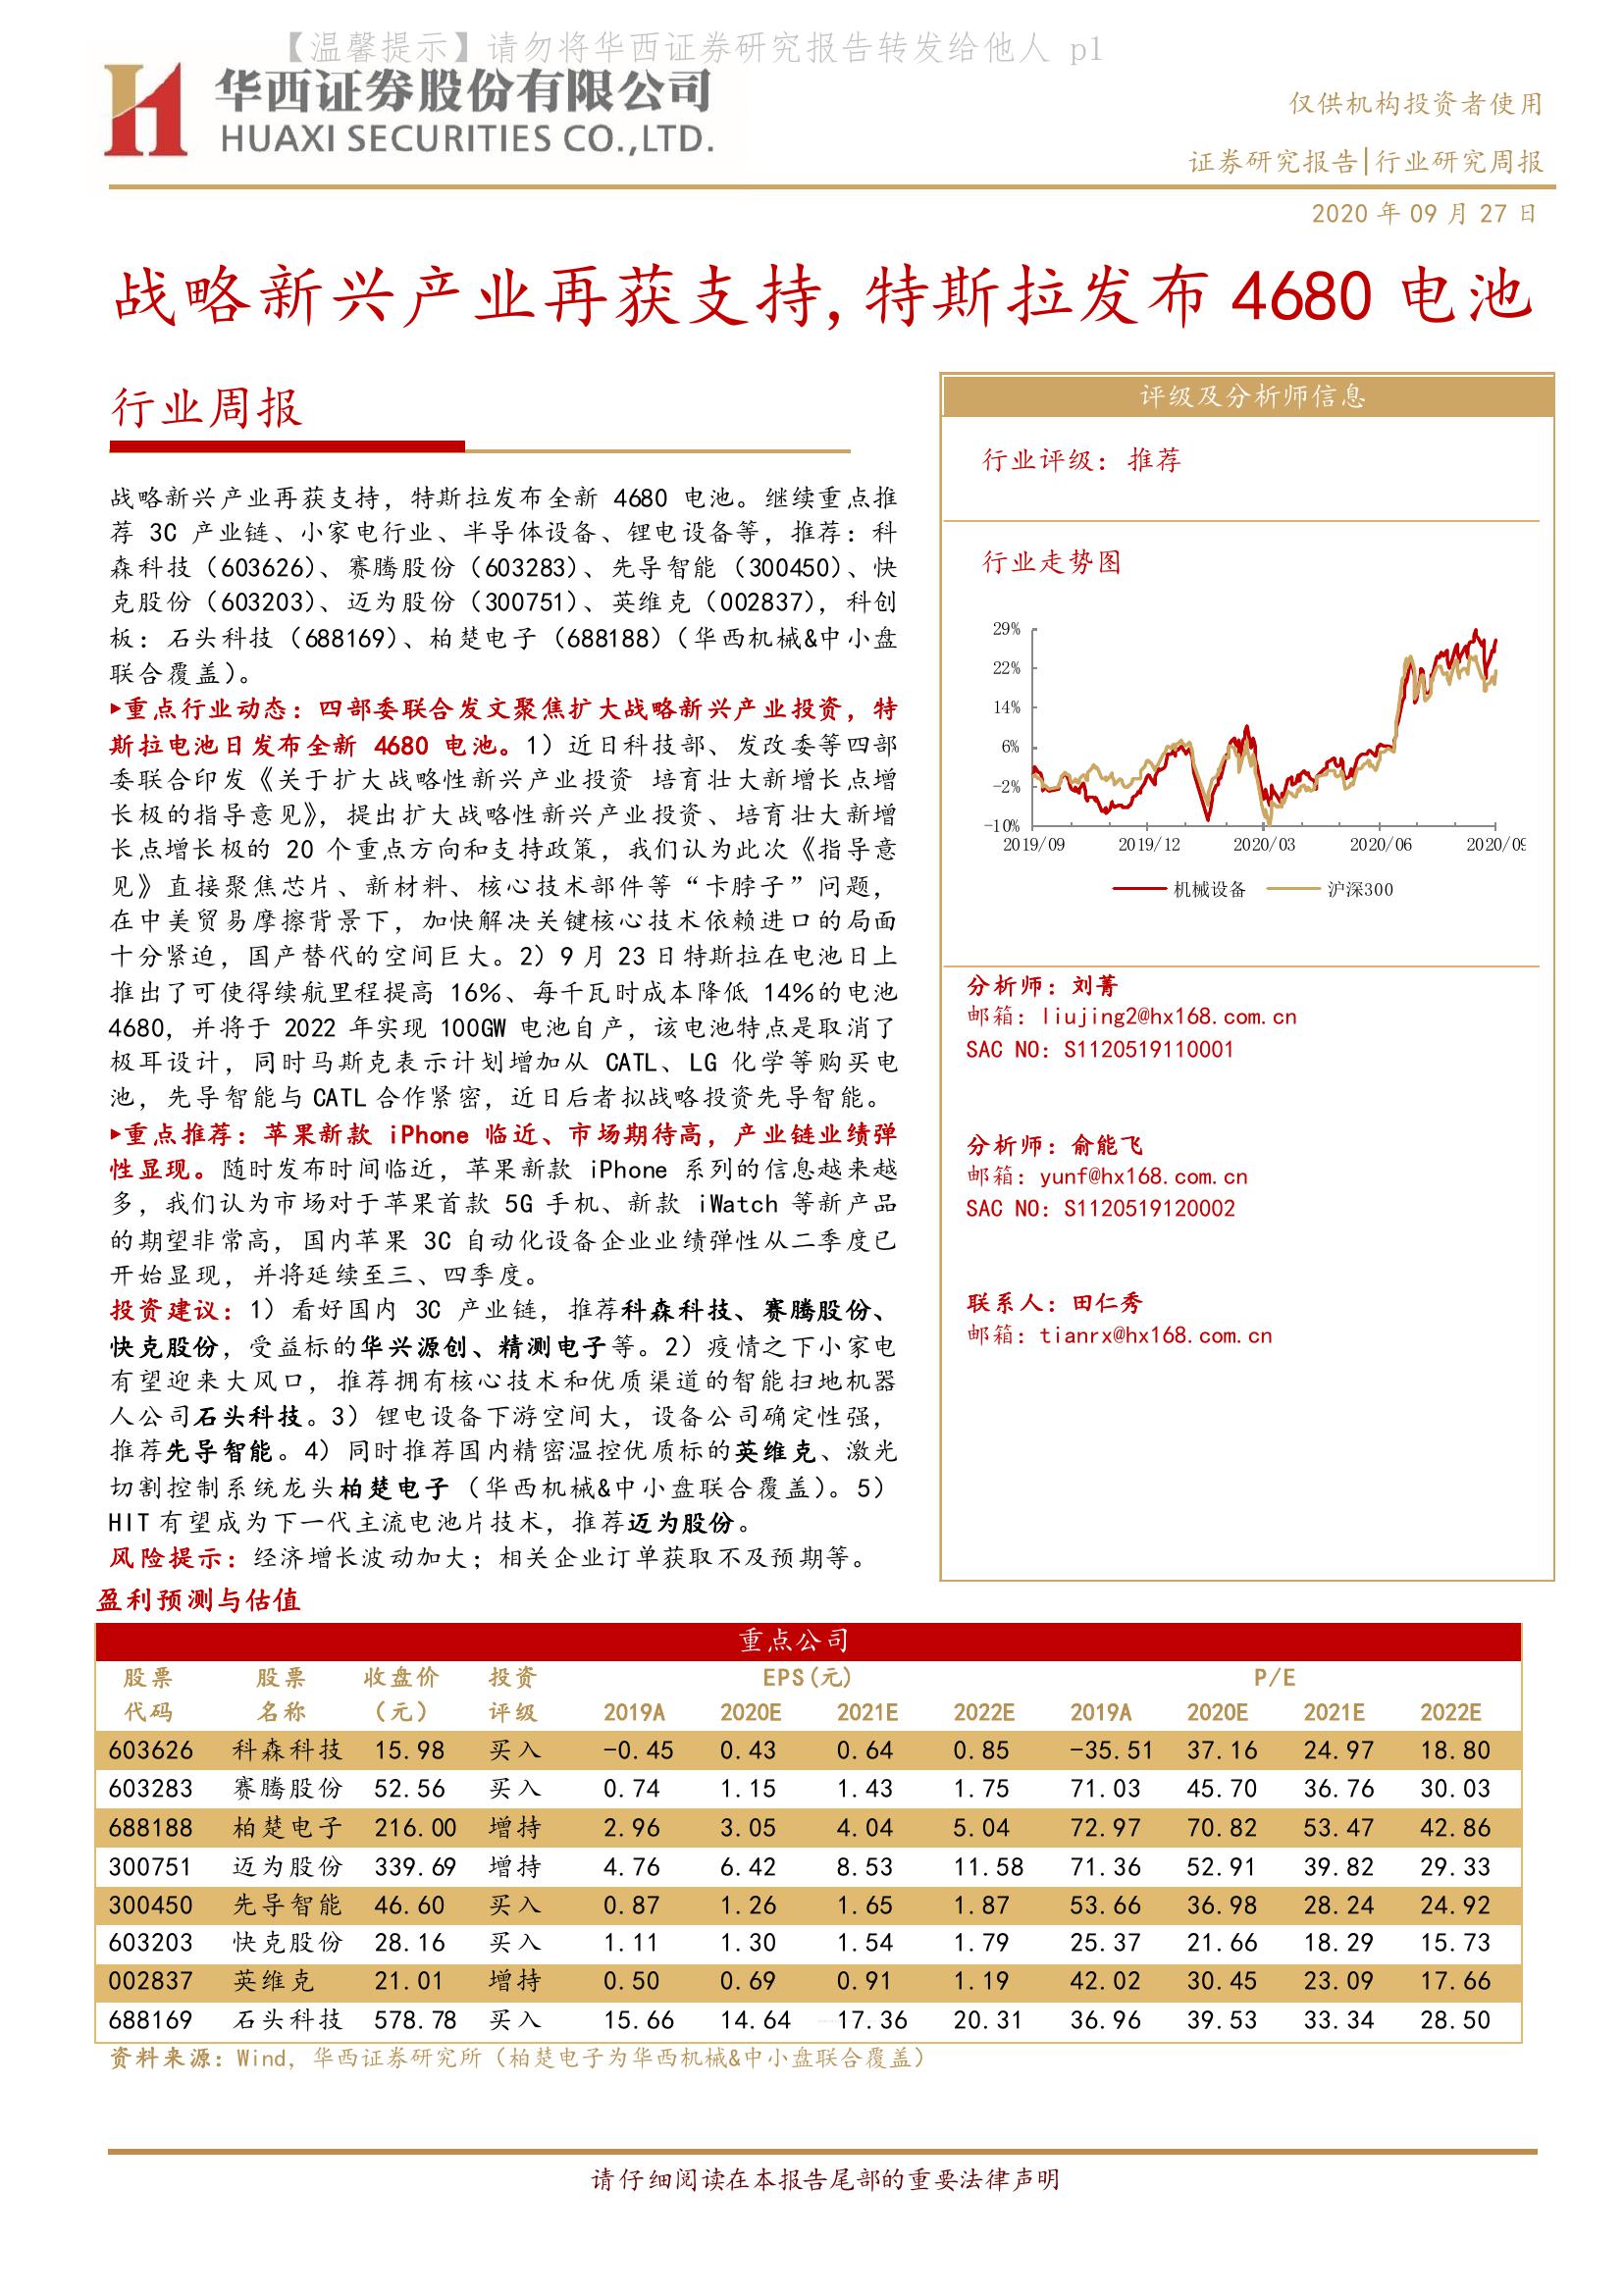 【温馨提示】请勿将华西证券研究报告转发给他人 p1
华西证券股份有限公司
HUAXI SECURITIES CO.,LTD.
仅供机构投资者使用
证券研究报告|行业研究周报
2020 年 09 月 27 日
战略新兴产业再获支持,特斯拉发布 4680 电池
行业周报
战略新兴产业再获支持，特斯拉发布全新 4680 电池。继续重点推
荐 3C 产业链、小家电行业、半导体设备、锂电设备等，推荐：科
森科技（603626）、赛腾股份（603283）、先导智能（300450）、快
克股份（603203）、迈为股份（300751）、英维克（002837），科创
板：石头科技（688169）、柏楚电子（688188）（华西机械&中小盘
联合覆盖）。
▸重点行业动态：四部委联合发文聚焦扩大战略新兴产业投资，特
斯拉电池日发布全新 4680 电池。1）近日科技部、发改委等四部
委联合印发《关于扩大战略性新兴产业投资 培育壮大新增长点增
长极的指导意见》，提出扩大战略性新兴产业投资、培育壮大新增
长点增长极的 20 个重点方向和支持政策，我们认为此次《指导意
见》直接聚焦芯片、新材料、核心技术部件等“卡脖子”问题，
在中美贸易摩擦背景下，加快解决关键核心技术依赖进口的局面
十分紧迫，国产替代的空间巨大。2）9 月 23 日特斯拉在电池日上
推出了可使得续航里程提高 16%、每千瓦时成本降低 14%的电池
4680，并将于 2022 年实现 100GW 电池自产，该电池特点是取消了
极耳设计，同时马斯克表示计划增加从 CATL、LG 化学等购买电
池，先导智能与 CATL 合作紧密，近日后者拟战略投资先导智能。
▸重点推荐：苹果新款 iPhone 临近、市场期待高，产业链业绩弹
性显现。随时发布时间临近，苹果新款 iPhone 系列的信息越来越
多，我们认为市场对于苹果首款 5G 手机、新款 iWatch 等新产品
的期望非常高，国内苹果 3C 自动化设备企业业绩弹性从二季度已
开始显现，并将延续至三、四季度。
投资建议：1）看好国内 3C 产业链，推荐科森科技、赛腾股份、
快克股份，受益标的华兴源创、精测电子等。2）疫情之下小家电
有望迎来大风口，推荐拥有核心技术和优质渠道的智能扫地机器
人公司石头科技。3）锂电设备下游空间大，设备公司确定性强，
推荐先导智能。4）同时推荐国内精密温控优质标的英维克、激光
切割控制系统龙头柏楚电子（华西机械&中小盘联合覆盖）。5）
HIT 有望成为下一代主流电池片技术，推荐迈为股份。
风险提示：经济增长波动加大；相关企业订单获取不及预期等。
评级及分析师信息
行业评级：推荐
行业走势图
29%
22%
14%
6%
-2%
-10%
2019/09 2019/12 2020/03 2020/06 2020/09
机械设备 沪深300
分析师：刘菁
邮箱：liujing2@hx168.com.cn
SAC NO：S1120519110001
分析师：俞能飞
邮箱：yunf@hx168.com.cn
SAC NO：S1120519120002
联系人：田仁秀
邮箱：tianrx@hx168.com.cn
盈利预测与估值
重点公司
股票 股票 收盘价 投资 EPS(元) P/E
代码 名称 （元） 评级 2019A 2020E 2021E 2022E 2019A 2020E 2021E 2022E
603626 科森科技 15.98 买入 -0.45 0.43 0.64 0.85 -35.51 37.16 24.97 18.80
603283 赛腾股份 52.56 买入 0.74 1.15 1.43 1.75 71.03 45.70 36.76 30.03
688188 柏楚电子 216.00 增持 2.96 3.05 4.04 5.04 72.97 70.82 53.47 42.86
300751 迈为股份 339.69 增持 4.76 6.42 8.53 11.58 71.36 52.91 39.82 29.33
300450 先导智能 46.60 买入 0.87 1.26 1.65 1.87 53.66 36.98 28.24 24.92
603203 快克股份 28.16 买入 1.11 1.30 1.54 1.79 25.37 21.66 18.29 15.73
002837 英维克 21.01 增持 0.50 0.69 0.91 1.19 42.02 30.45 23.09 17.66
688169 石头科技 578.78 买入 15.66 14.64 17.36 20.31 36.96 39.53 33.34 28.50
资料来源：Wind，华西证券研究所（柏楚电子为华西机械&中小盘联合覆盖）
请仔细阅读在本报告尾部的重要法律声明